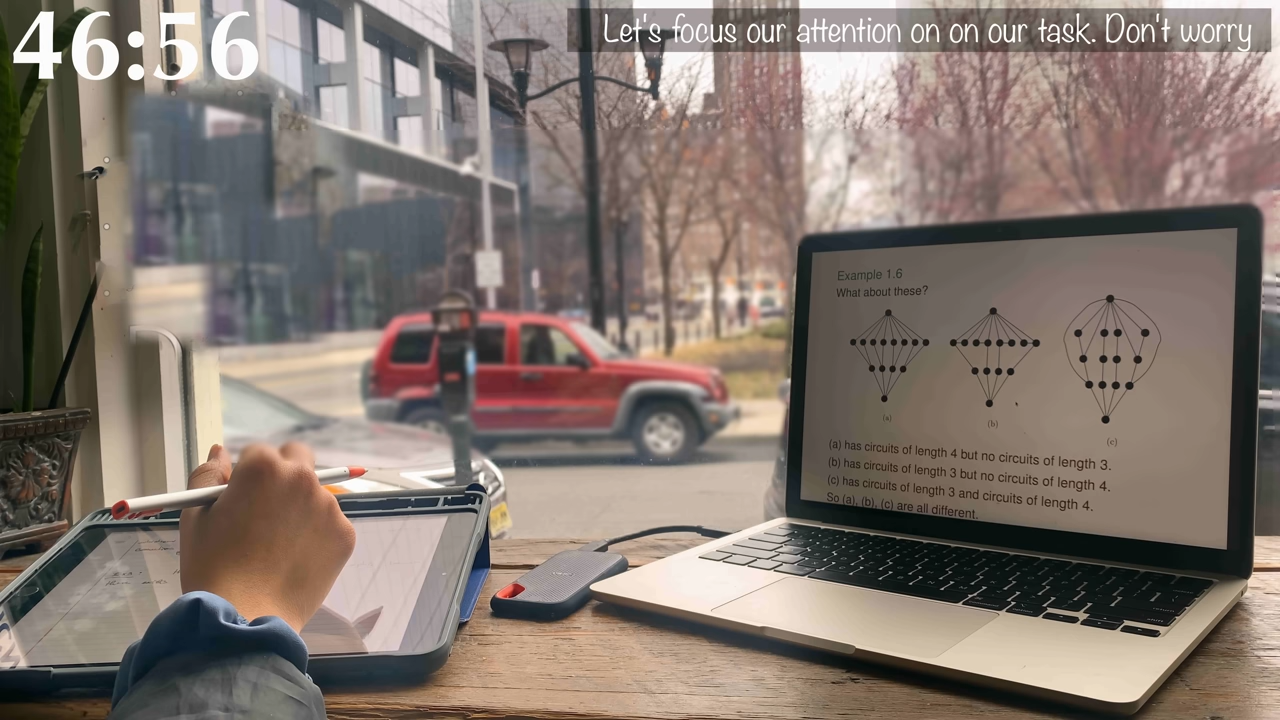 46:56
Let's focus our attention on on our task. Don't worry
Example 1.6
What about these?
(a)
(b)
(c)
(a) has circuits of length 4 but no circuits of length 3.
(b) has circuits of length 3 but no circuits of length 4.
(c) has circuits of length 3 and circuits of length 4.
So (a), (b), (c) are all different.